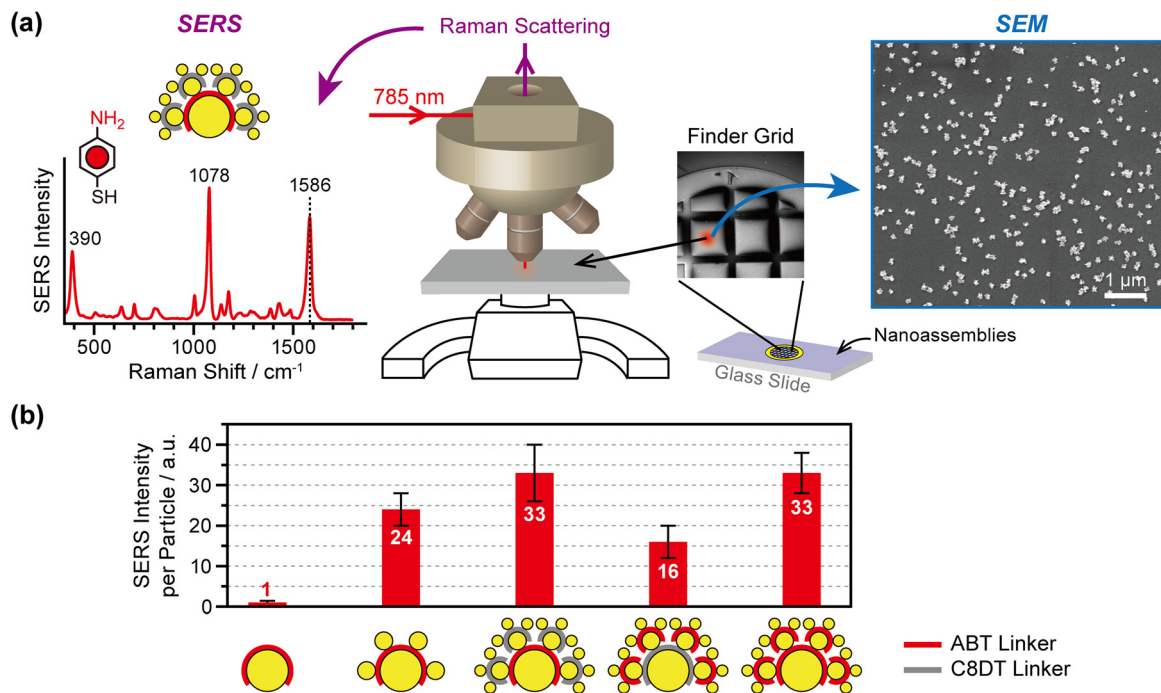 (a)
SERS
Raman Scattering
SEM
785 nm
NH2
SH
Finder Grid
1078
1586
390
SERS Intensity
500
1000
1500
Raman Shift / cm-1
1 μm
Nanoassemblies
Glass Slide
(b)
SERS Intensity
per Particle / a.u.
40
30
20
10
0
1
24
33
16
33
ABT Linker
C8DT Linker